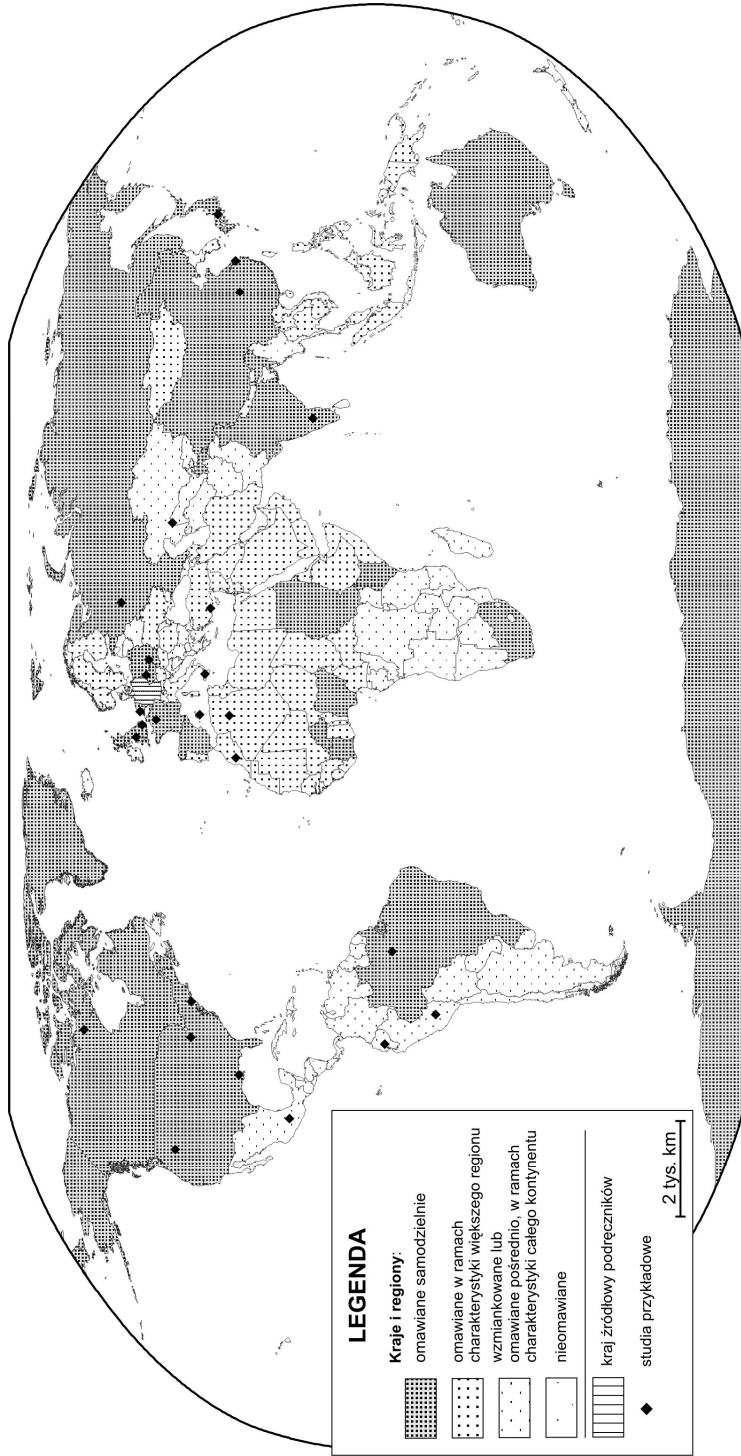 LEGENDA
Kraje i regiony:
omawiane samodzielnie
omawiane w ramach
charakterystyki większego regionu
wzmiankowane lub
omawiane pośrednio, w ramach
charakterystyki całego kontynentu
nieomawiane
kraj źródłowy podręczników
studia przykładowe
2 tys. km